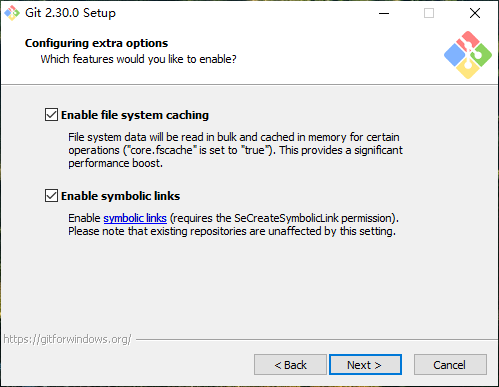 Git 2.30.0 Setup
Configuring extra options
Which features would you like to enable?
Enable file system caching
File system data will be read in bulk and cached in memory for certain
operations ("core.fscache" is set to "true"). This provides a significant
performance boost.
Enable symbolic links
Enable symbolic links (requires the SeCreateSymbolicLink permission).
Please note that existing repositories are unaffected by this setting.
https://gitforwindows.org/
< Back
Next >
Cancel